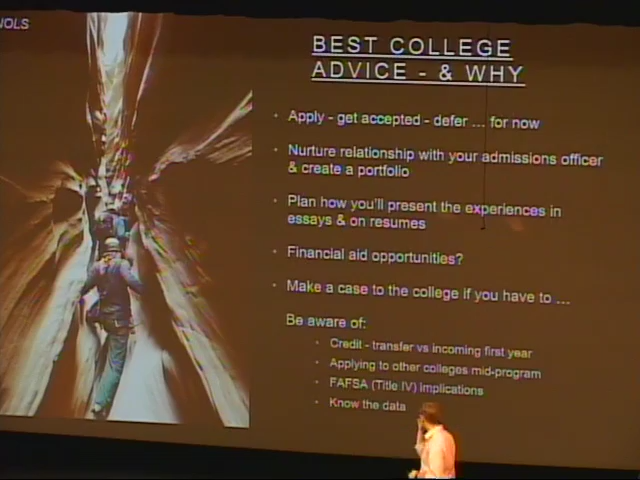 NOLS
BEST COLLEGE
ADVICE - & WHY
• Apply - get accepted - defer ... for now
• Nurture relationship with your admissions officer
& create a portfolio
• Plan how you'll present the experiences in
essays & on resumes
• Financial aid opportunities?
• Make a case to the college if you have to ...
Be aware of:
• Credit - transfer vs incoming first year
• Applying to other colleges mid-program
• FAFSA (Title IV) Implications
• Know the data